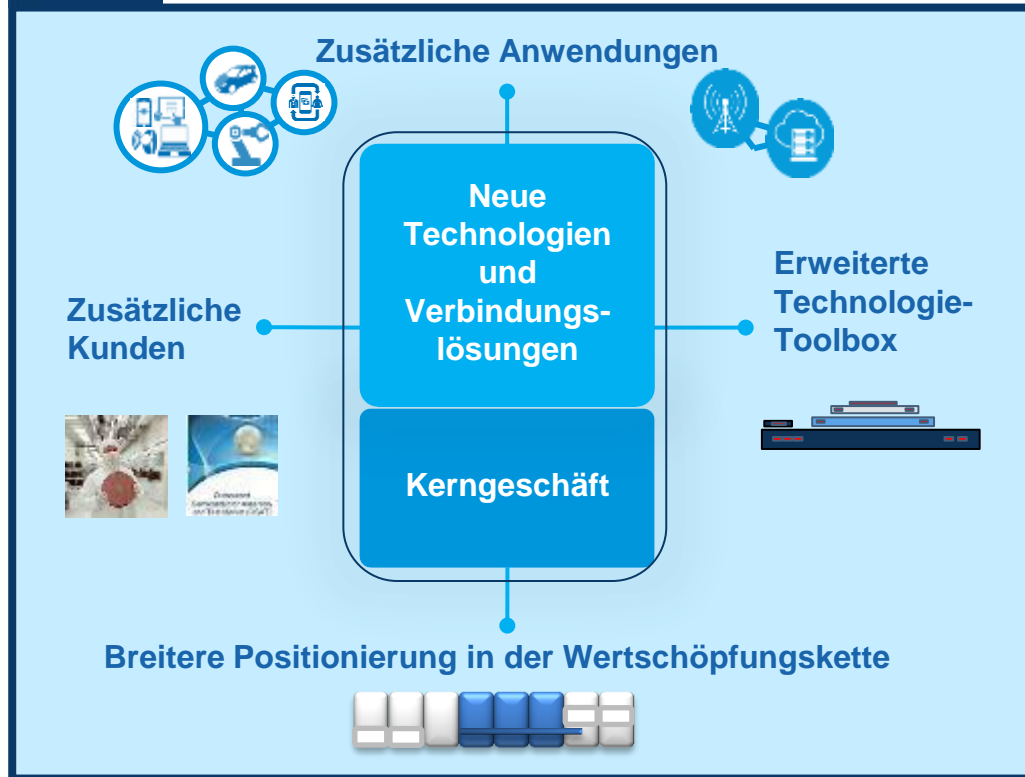 Zusätzliche Anwendungen
Neue
Technologien
und
Verbindungs-
lösungen
Erweiterte
Technologie-
Toolbox
Zusätzliche
Kunden
Kerngeschäft
Breitere Positionierung in der Wertschöpfungskette